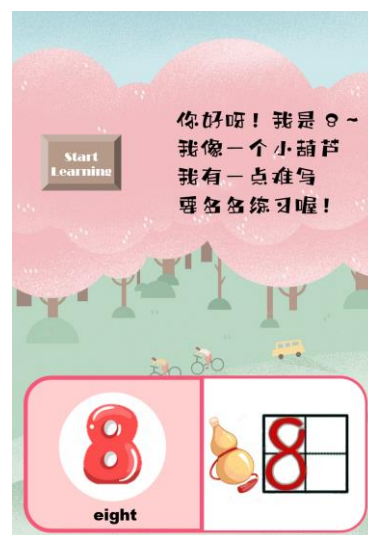 Start
Learning
你好呀！我是8~
我像一个小葫芦
我有一点难写
要多多练习喔！
8
eight
8